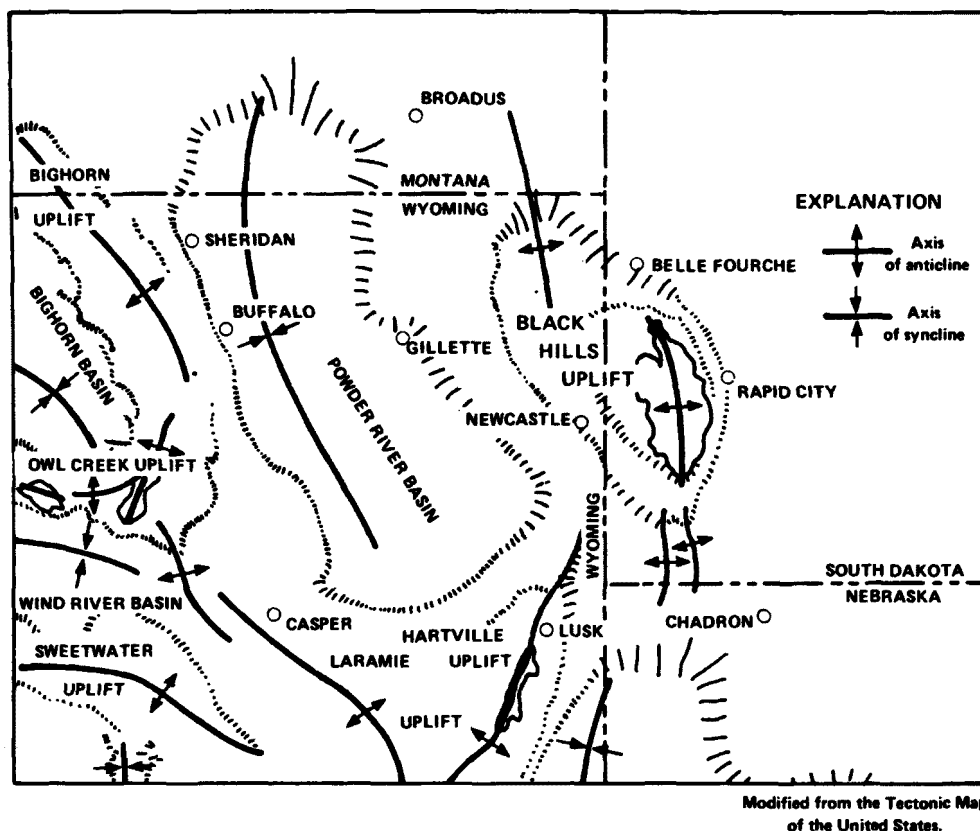 BROADUS
BIGHORN
UPLIFT
MONTANA
WYOMING
EXPLANATION
Axis
of anticline
Axis
of syncline
SHERIDAN
BELLE FOURCHE
BIGHORN BASIN
BUFFALO
GILLETTE
BLACK
HILLS
UPLIFT
POWDER RIVER BASIN
RAPID CITY
NEWCASTLE
OWL CREEK UPLIFT
WYOMING
SOUTH DAKOTA
NEBRASKA
WIND RIVER BASIN
CASPER
HARTVILLE
UPLIFT
LUSK
CHADRON
SWEETWATER
UPLIFT
LARAMIE
UPLIFT
Modified from the Tectonic Map
of the United States.